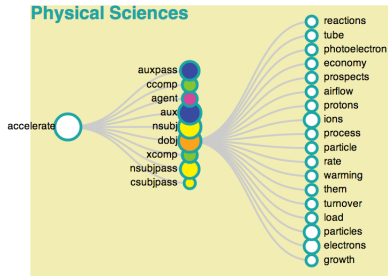 Physical Sciences
accelerate
auxpass
ccomp
agent
aux
nsubj
dobj
xcomp
nsubjpass
csubjpass
reactions
tube
photoelectron
economy
prospects
airflow
protons
ions
process
particle
rate
warming
them
turnover
load
particles
electrons
growth